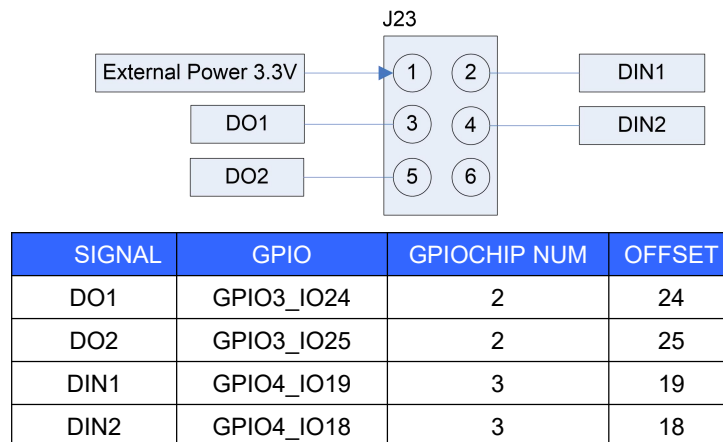 J23
External Power 3.3V 1 2 DIN1
DO1 3 4 DIN2
DO2 5 6
SIGNAL GPIO GPIOCHIP NUM OFFSET
DO1 GPIO3_IO24 2 24
DO2 GPIO3_IO25 2 25
DIN1 GPIO4_IO19 3 19
DIN2 GPIO4_IO18 3 18